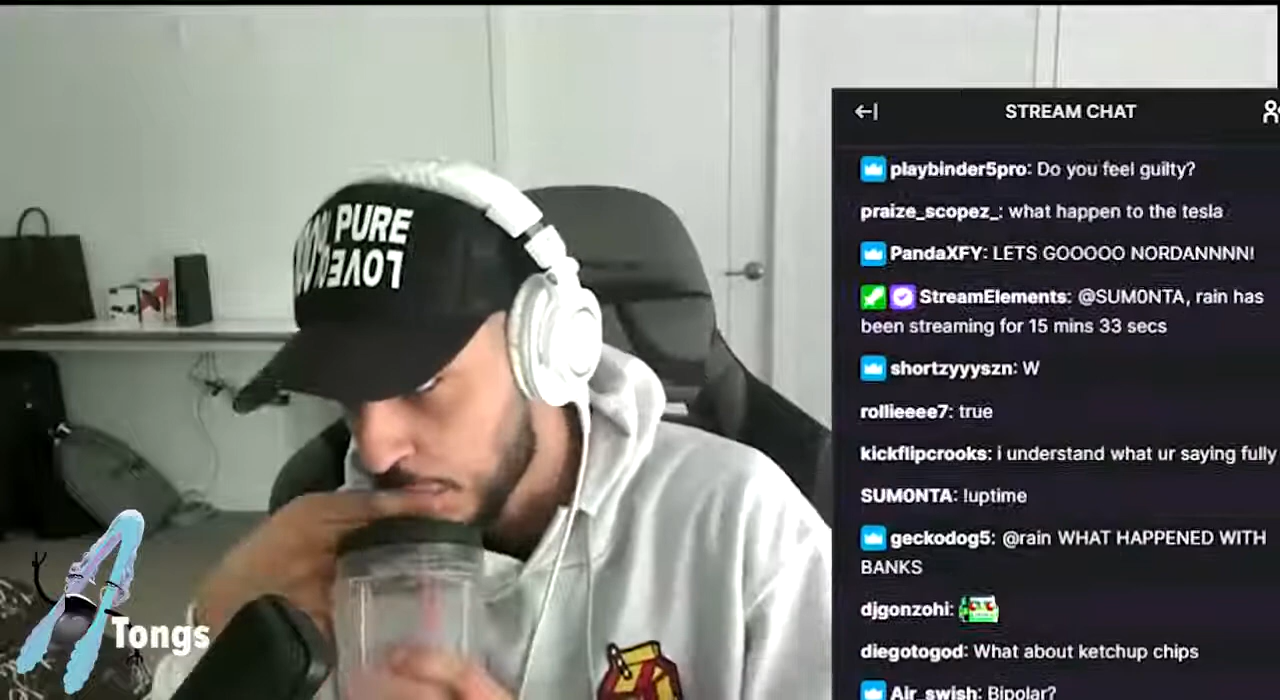 100% PURE
LOVE
Tongs
STREAM CHAT
playbinder5pro: Do you feel guilty?
praize_scopez_: what happen to the tesla
PandaXFY: LETS GOOOOO NORDANNNN!
StreamElements: @SUM0NTA, rain has
been streaming for 15 mins 33 secs
shortzyyyszn: W
rollieeee7: true
kickflipcrooks: i understand what ur saying fully
SUM0NTA: !uptime
geckodog5: @rain WHAT HAPPENED WITH
BANKS
djgonzohi:
diegotogod: What about ketchup chips
Air_swish: Bipolar?